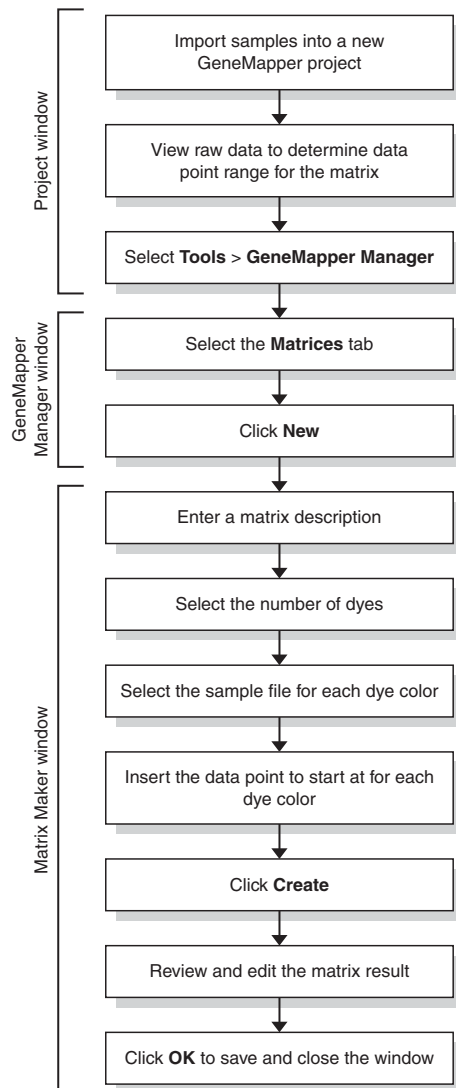 Project window
Import samples into a new
GeneMapper project
View raw data to determine data
point range for the matrix
Select Tools > GeneMapper Manager
GeneMapper
Manager window
Select the Matrices tab
Click New
Matrix Maker window
Enter a matrix description
Select the number of dyes
Select the sample file for each dye color
Insert the data point to start at for each
dye color
Click Create
Review and edit the matrix result
Click OK to save and close the window